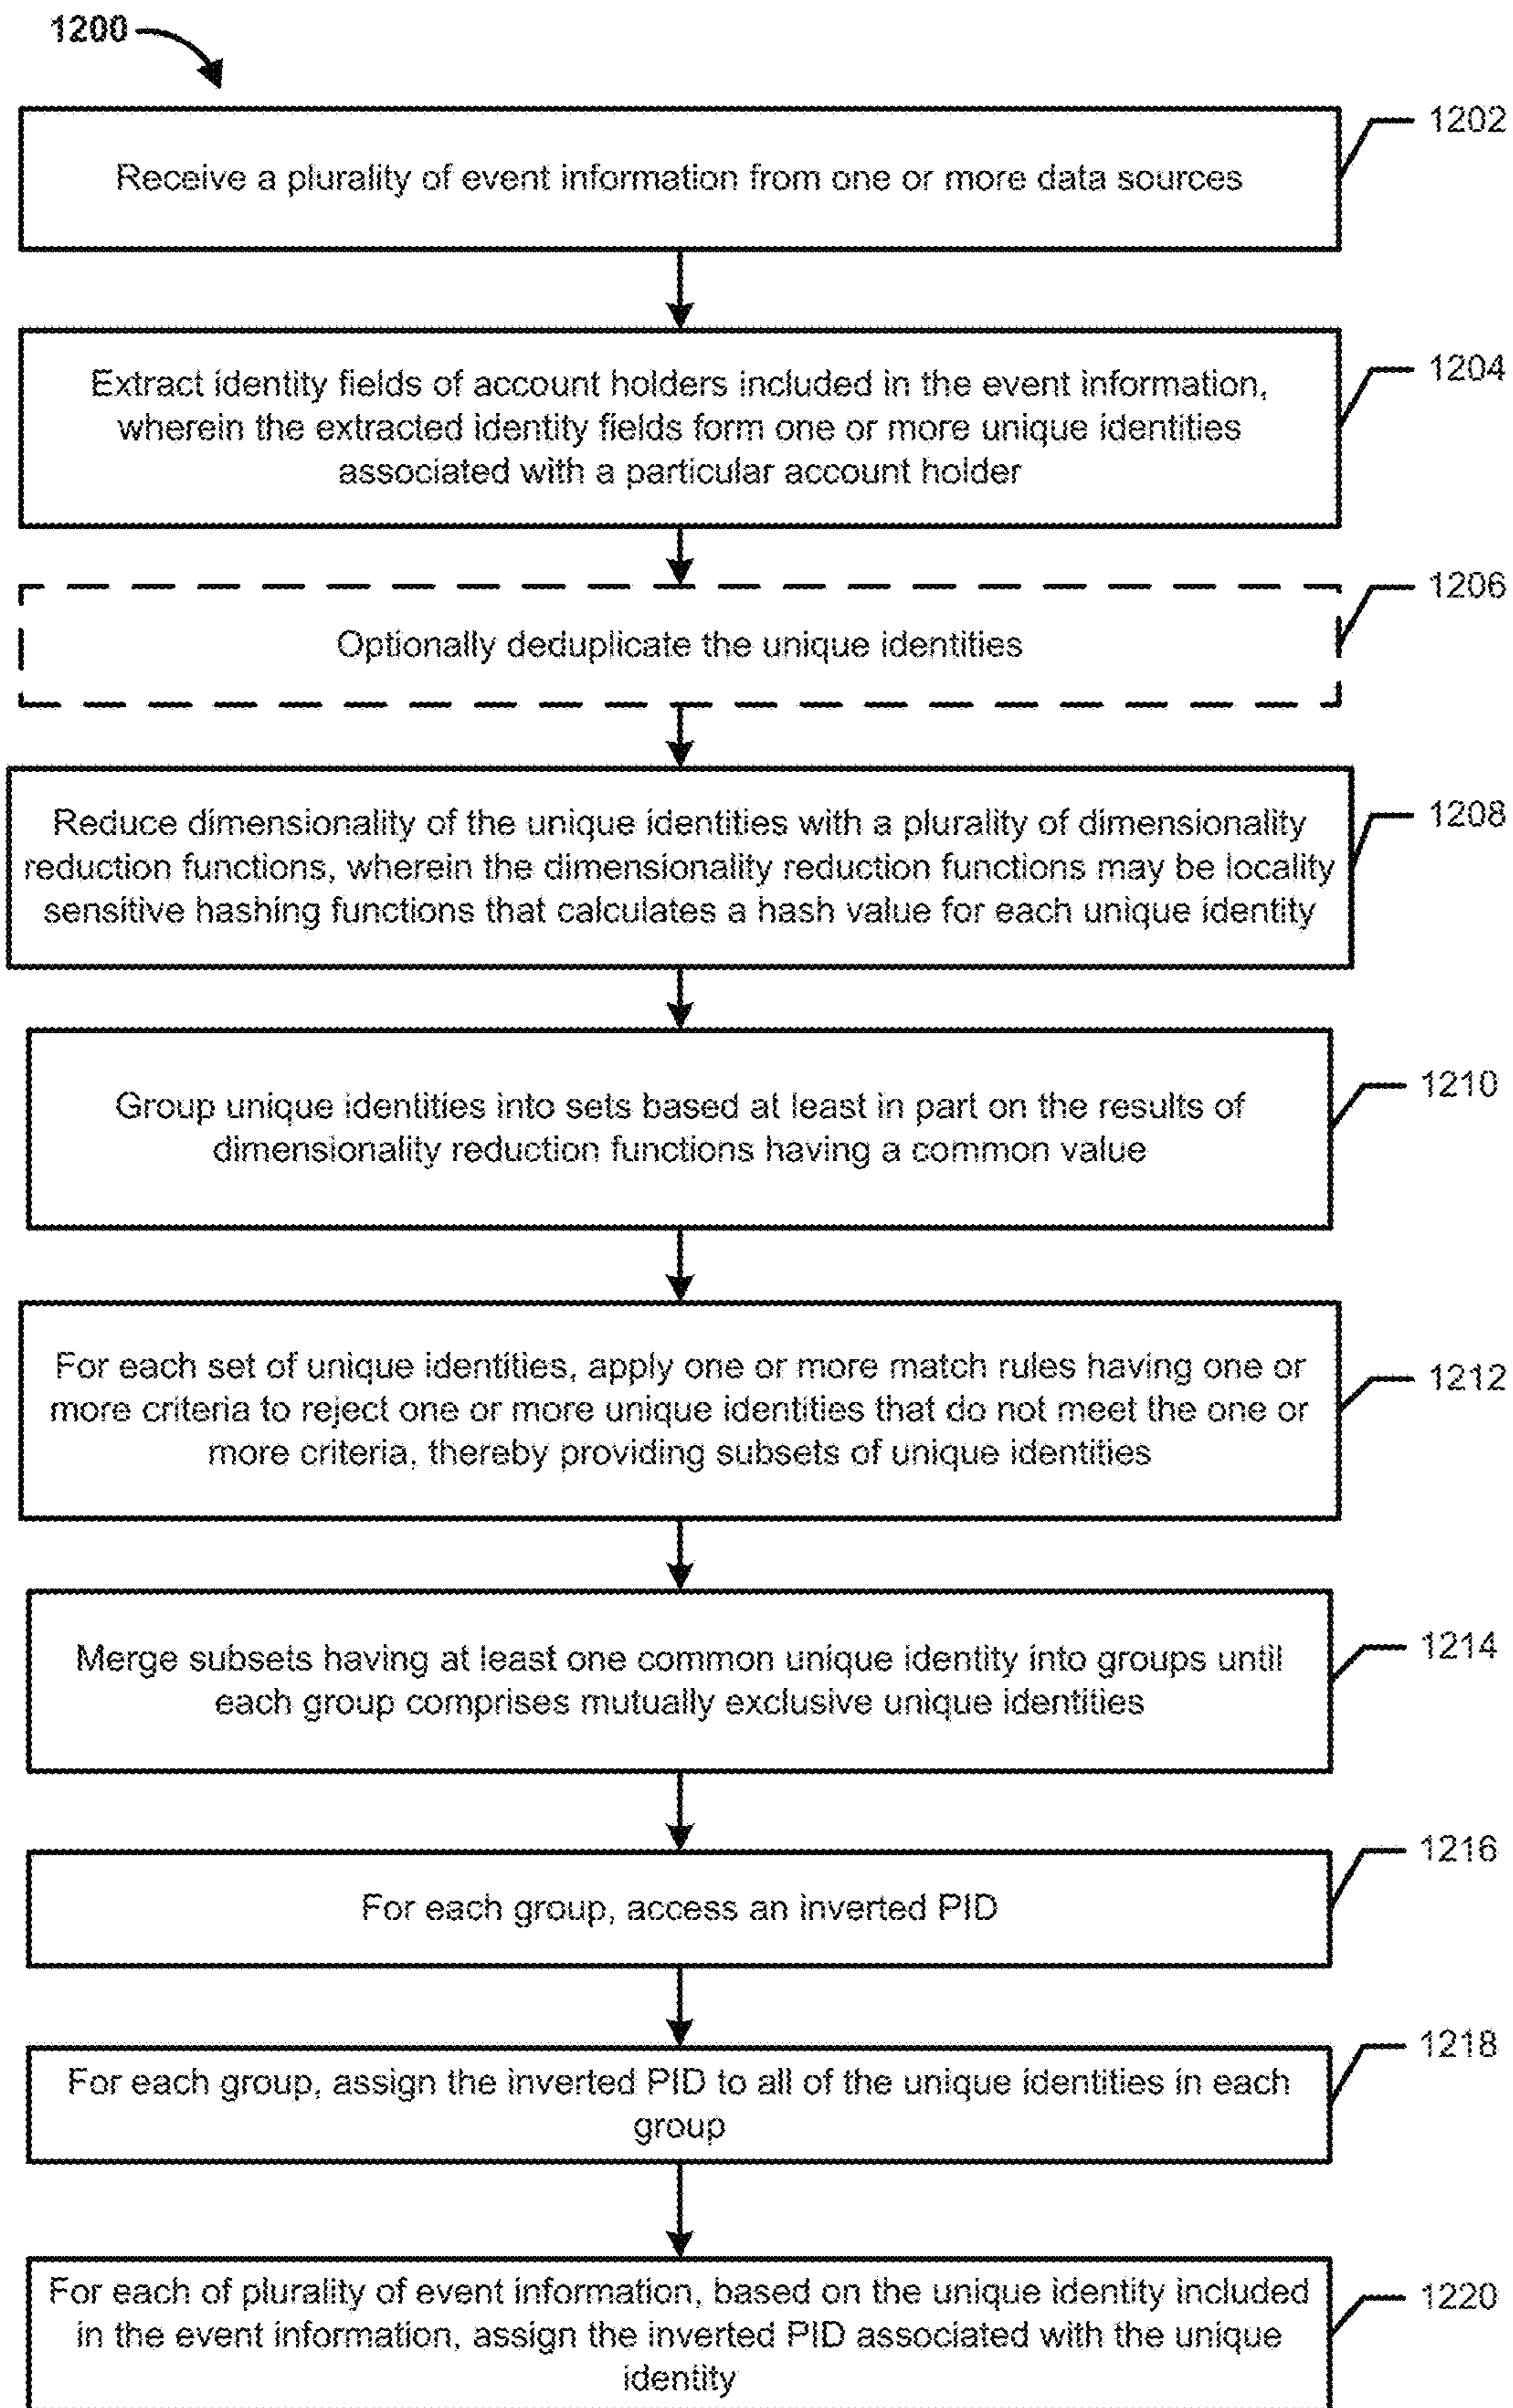 1200
1202
Receive a plurality of event information from one or more data sources
1204
Extract identity fields of account holders included in the event information,
wherein the extracted identity fields form one or more unique identities
associated with a particular account holder
1206
Optionally deduplicate the unique identities
1208
Reduce dimensionality of the unique identities with a plurality of dimensionality
reduction functions, wherein the dimensionality reduction functions may be locality
sensitive hashing functions that calculates a hash value for each unique identity
1210
Group unique identities into sets based at least in part on the results of
dimensionality reduction functions having a common value
1212
For each set of unique identities, apply one or more match rules having one or
more criteria to reject one or more unique identities that do not meet the one or
more criteria, thereby providing subsets of unique identities
1214
Merge subsets having at least one common unique identity into groups until
each group comprises mutually exclusive unique identities
1216
For each group, access an inverted PID
1218
For each group, assign the inverted PID to all of the unique identities in each
group
1220
For each of plurality of event information, based on the unique identity included
in the event information, assign the inverted PID associated with the unique
identity